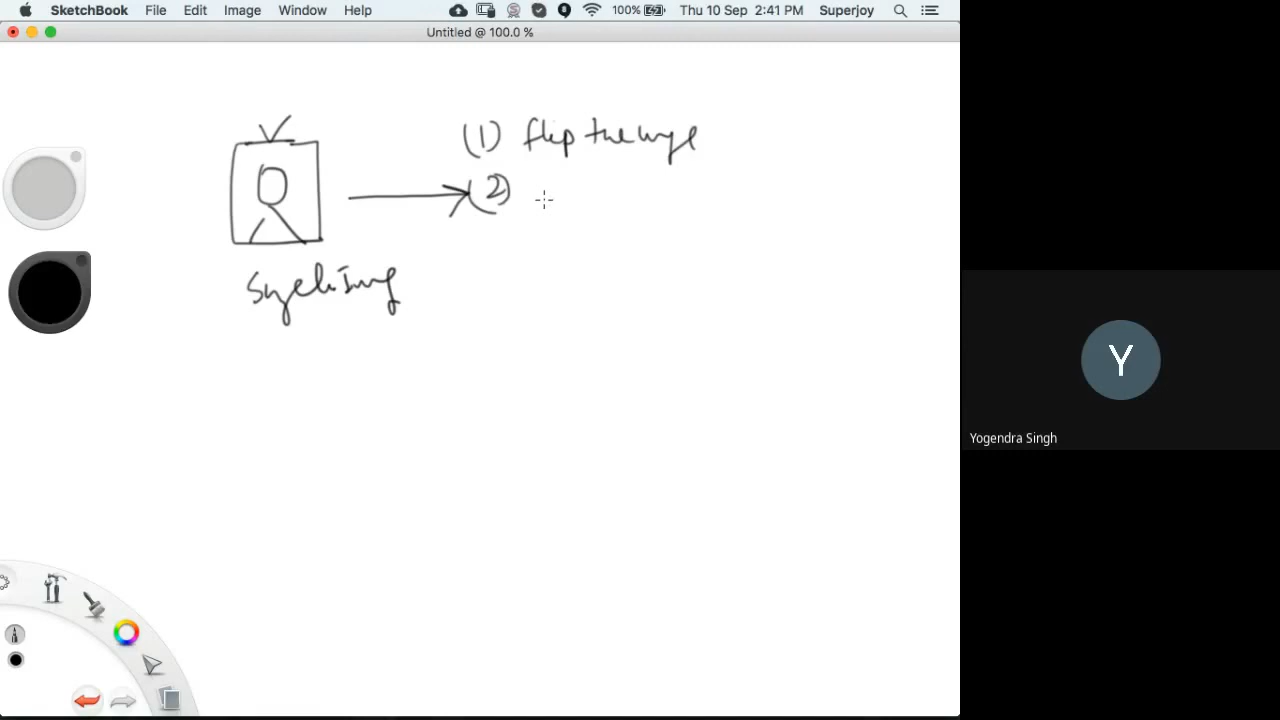 SketchBook File Edit Image Window Help 100% Thu 10 Sep 2:41 PM Superjoy
Untitled @ 100.0 %
(1) flip the
(2)
Y
Yogendra Singh